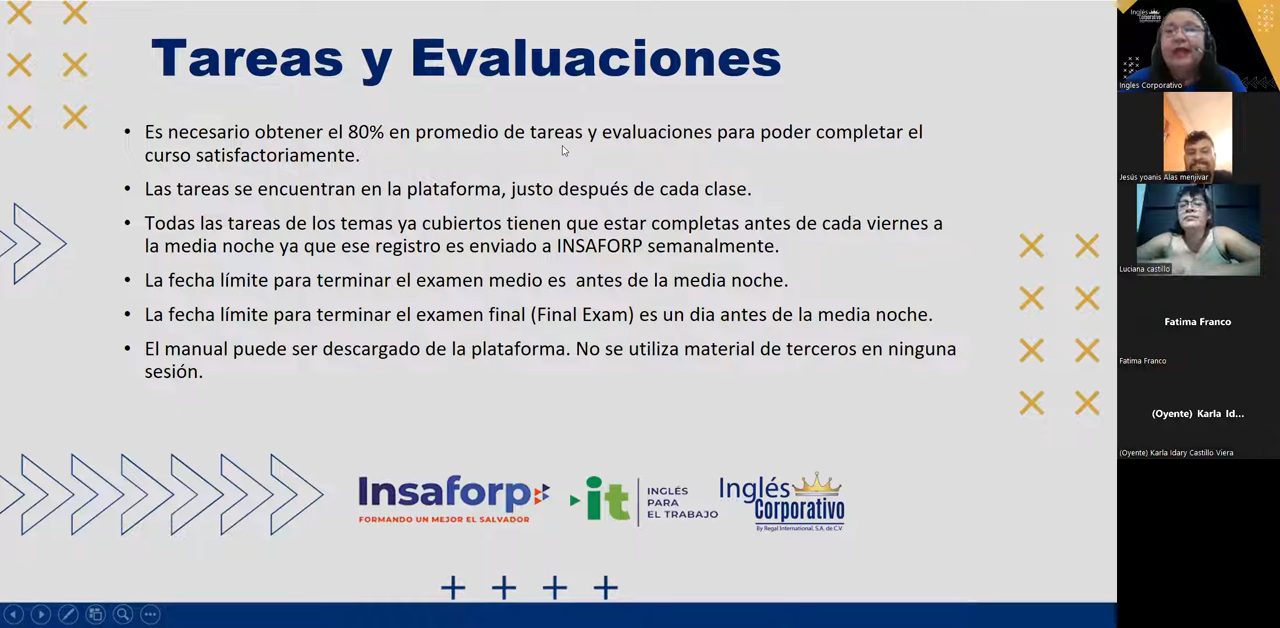 Tareas y Evaluaciones
• Es necesario obtener el 80% en promedio de tareas y evaluaciones para poder completar el
curso satisfactoriamente.
• Las tareas se encuentran en la plataforma, justo después de cada clase.
• Todas las tareas de los temas ya cubiertos tienen que estar completas antes de cada viernes a
la media noche ya que ese registro es enviado a INSAFORP semanalmente.
• La fecha límite para terminar el examen medio es antes de la media noche.
• La fecha límite para terminar el examen final (Final Exam) es un dia antes de la media noche.
• El manual puede ser descargado de la plataforma. No se utiliza material de terceros en ninguna
sesión.
Insaforp
FORMANDO UN MEJOR EL SALVADOR
it
INGLÉS
PARA
EL TRABAJO
Inglés
Corporativo
By Regal International, S.A. de C.V.
Inglés
Corporativo
Ingles Corporativo
Jesús yoanis Alas menjivar
Luciana castillo
Fatima Franco
Fatima Franco
(Oyente) Karla Id...
(Oyente) Karla Idary Castillo Viera